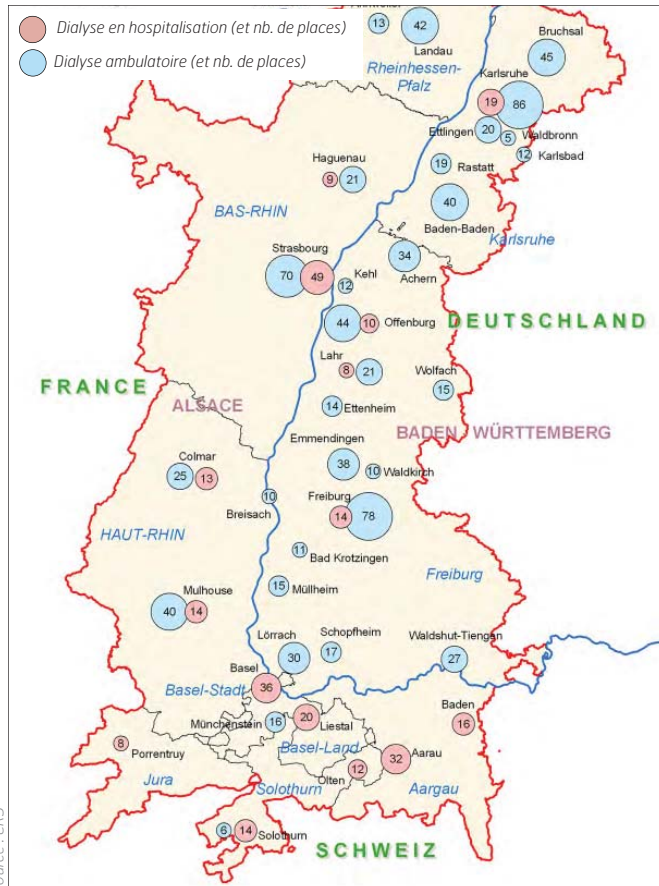 Dialyse en hospitalisation (et nb. de places)
Dialyse ambulatoire (et nb. de places)
13
42
Landau
Rheinhessen-
Pfalz
Bruchsal
45
Karlsruhe
19
86
Ettlingen
20
5
Waldbronn
12
Karlsbad
19
Rastatt
Haguenau
9
21
BAS-RHIN
40
Baden-Baden
Karlsruhe
Strasbourg
70
49
Kehl
12
34
Achern
44
10
Offenburg
DEUTSCHLAND
Lahr
8
21
Wolfach
15
FRANCE
ALSACE
14
Ettenheim
BADEN WÜRTTEMBERG
Emmendingen
38
10
Waldkirch
Colmar
25
13
10
Breisach
Freiburg
14
78
HAUT-RHIN
11
Bad Krotzingen
Freiburg
15
Müllheim
Mulhouse
40
14
Lörrach
30
Schopfheim
17
Waldshut-Tiengen
27
Basel
36
Basel-Stadt
Münchenstein
16
20
Liestal
Baden
16
Basel-Land
8
Porrentruy
Jura
Olten
12
32
Aarau
Solothurn
Aargau
6
14
Solothurn
SCHWEIZ